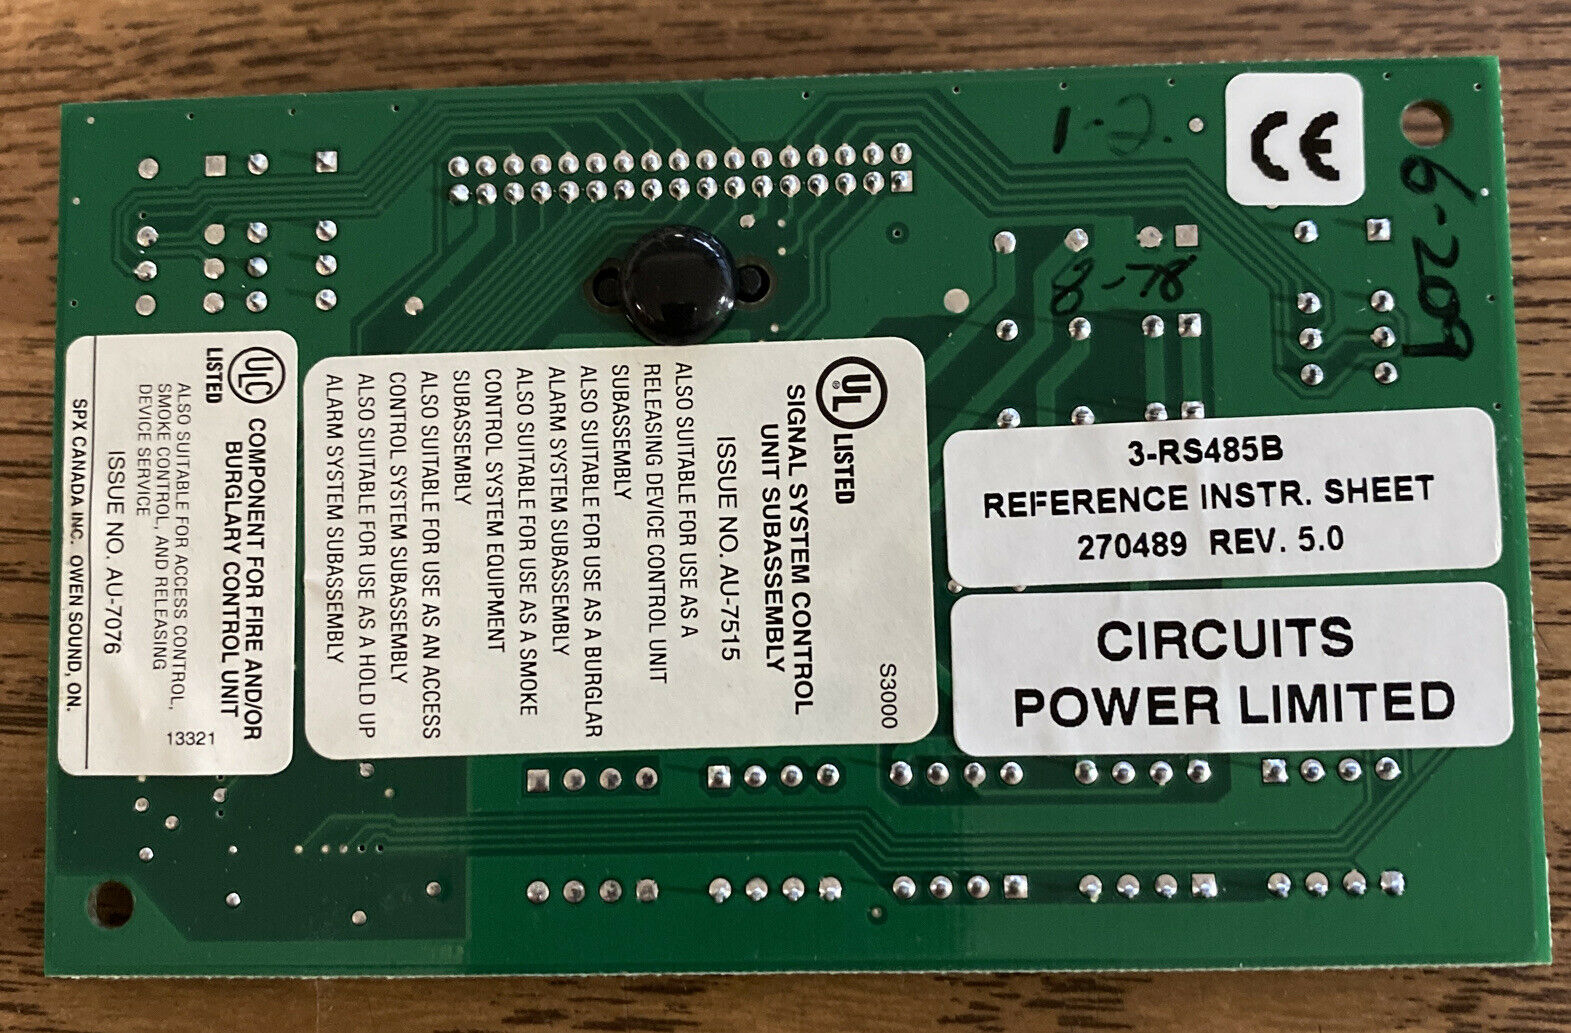 CE
1-2.
8-78
6-209
3-RS485B
REFERENCE INSTR. SHEET
270489 REV. 5.0
CIRCUITS
POWER LIMITED
UL
®
LISTED
S3000
SIGNAL SYSTEM CONTROL
UNIT SUBASSEMBLY
ISSUE NO. AU-7515
ALSO SUITABLE FOR USE AS A
RELEASING DEVICE CONTROL UNIT
SUBASSEMBLY
ALSO SUITABLE FOR USE AS A BURGLAR
ALARM SYSTEM SUBASSEMBLY
ALSO SUITABLE FOR USE AS A SMOKE
CONTROL SYSTEM EQUIPMENT
SUBASSEMBLY
ALSO SUITABLE FOR USE AS AN ACCESS
CONTROL SYSTEM SUBASSEMBLY
ALSO SUITABLE FOR USE AS A HOLD UP
ALARM SYSTEM SUBASSEMBLY
ULC
LISTED
COMPONENT FOR FIRE AND/OR
BURGLARY CONTROL UNIT
13321
ALSO SUITABLE FOR ACCESS CONTROL,
SMOKE CONTROL, AND RELEASING
DEVICE SERVICE
ISSUE NO. AU-7076
SPX CANADA INC. OWEN SOUND, ON.